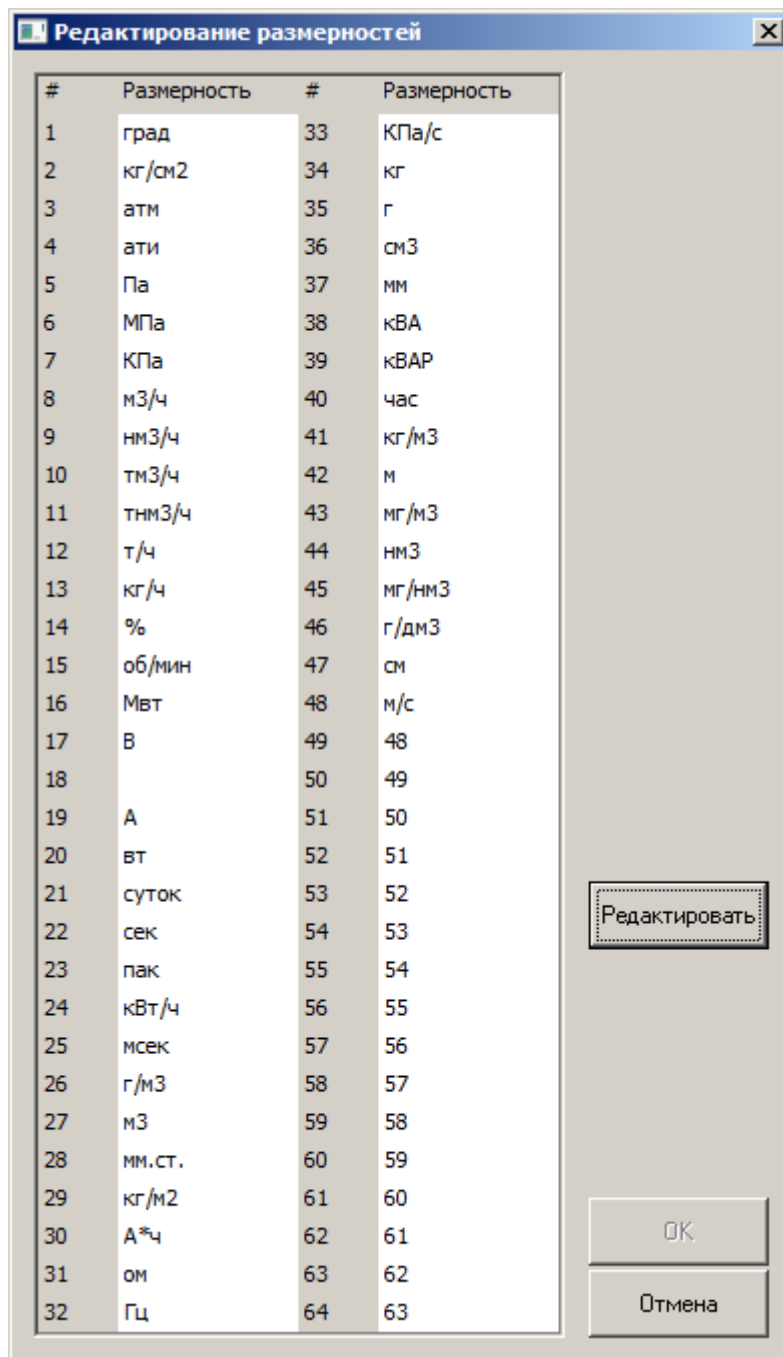 Редактирование размерностей
# Размерность # Размерность
1 град 33 КПа/с
2 кг/см2 34 кг
3 атм 35 г
4 ати 36 см3
5 Па 37 мм
6 МПа 38 кВА
7 КПа 39 кВАР
8 м3/ч 40 час
9 нм3/ч 41 кг/м3
10 тм3/ч 42 м
11 тнм3/ч 43 мг/м3
12 т/ч 44 нм3
13 кг/ч 45 мг/нм3
14 % 46 г/дм3
15 об/мин 47 см
16 Мвт 48 м/с
17 В 49 48
18 50 49
19 А 51 50
20 вт 52 51
21 суток 53 52
Редактировать
22 сек 54 53
23 пак 55 54
24 кВт/ч 56 55
25 мсек 57 56
26 г/м3 58 57
27 м3 59 58
28 мм.ст. 60 59
29 кг/м2 61 60
30 А*ч 62 61
OK
31 ом 63 62
32 Гц 64 63
Отмена